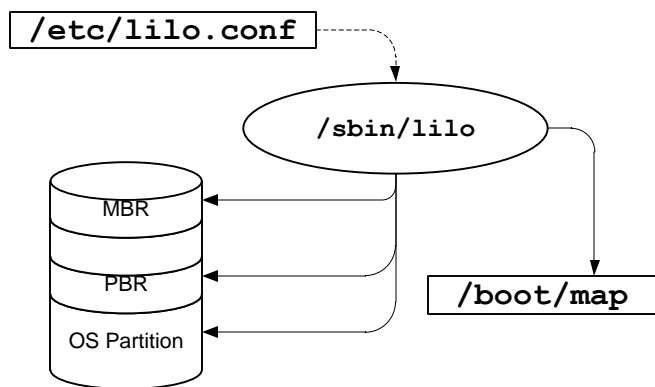 /etc/lilo.conf
/sbin/lilo
MBR
PBR
/boot/map
OS Partition